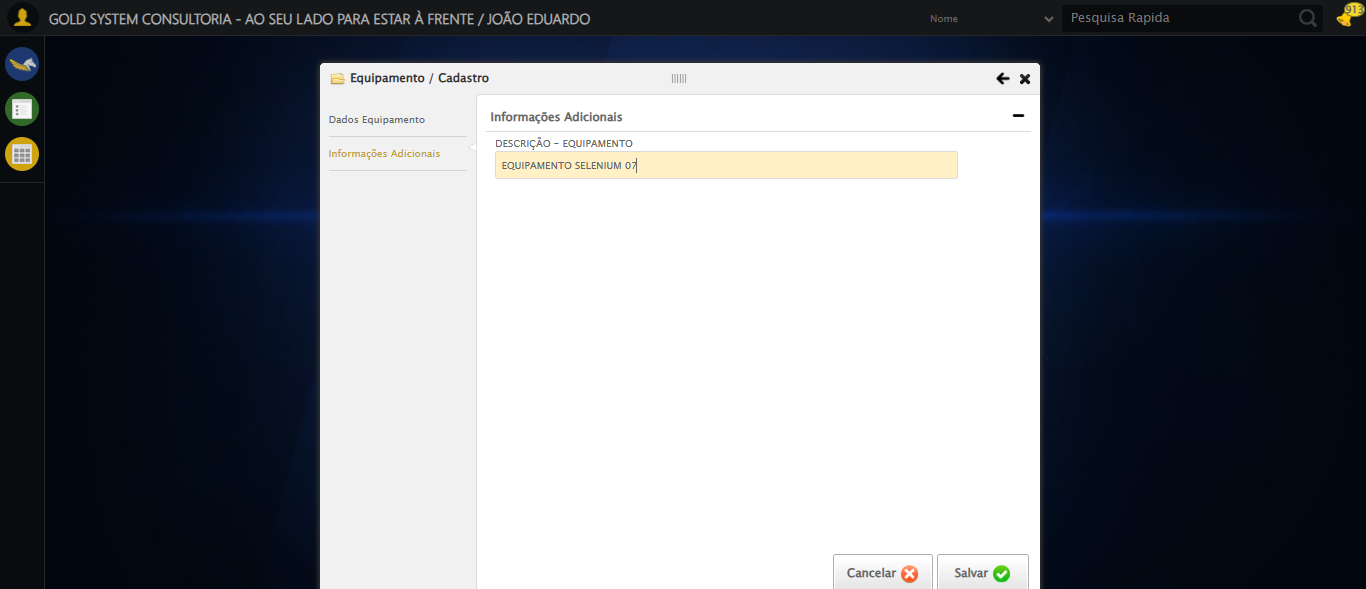 GOLD SYSTEM CONSULTORIA - AO SEU LADO PARA ESTAR À FRENTE / JOÃO EDUARDO
Nome
Pesquisa Rapida
913
Equipamento / Cadastro
Dados Equipamento
Informações Adicionais
Informações Adicionais
DESCRIÇÃO - EQUIPAMENTO
EQUIPAMENTO SELENIUM 07
Cancelar
Salvar